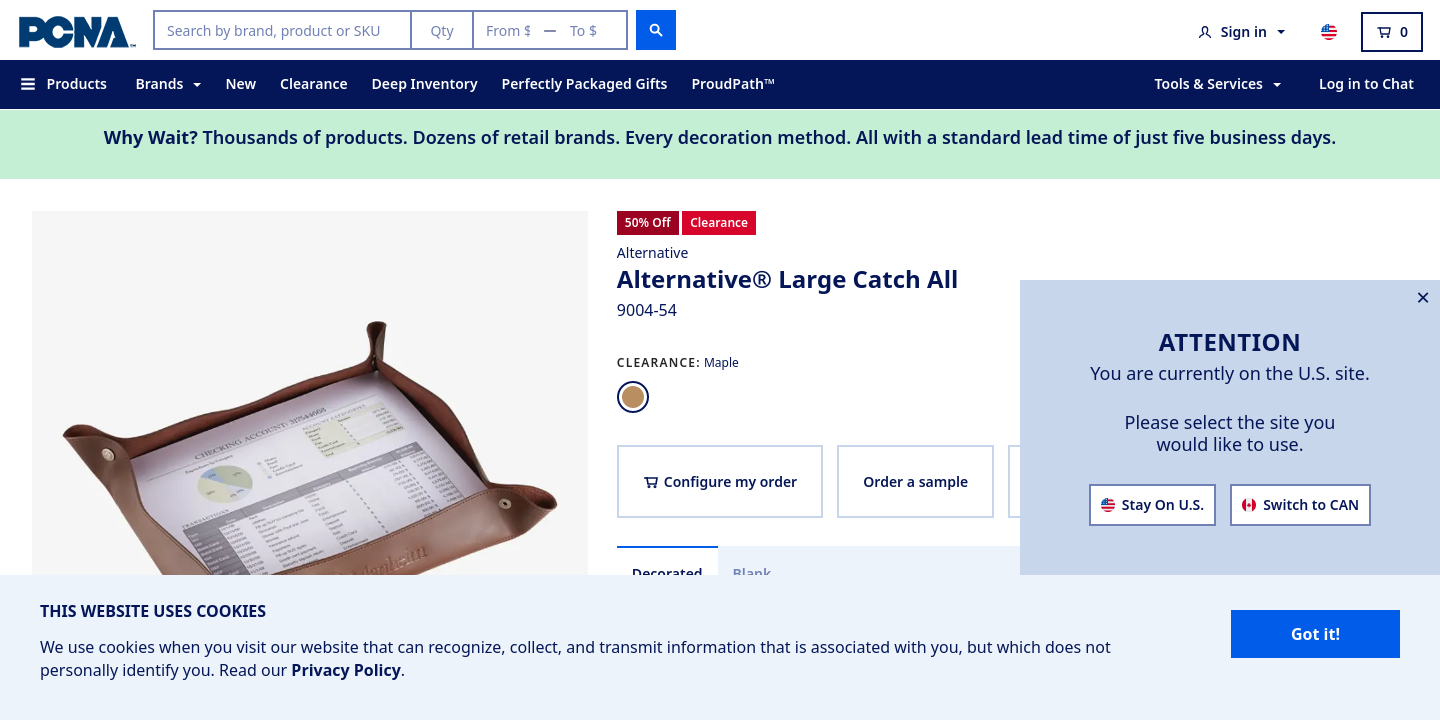 PCNA™
Search by brand, product or SKU
Qty
From $ — To $
Sign in
0
Products
Brands
New
Clearance
Deep Inventory
Perfectly Packaged Gifts
ProudPath™
Tools & Services
Log in to Chat
Why Wait? Thousands of products. Dozens of retail brands. Every decoration method. All with a standard lead time of just five business days.
CHECKING ACCOUNT: 317544668
TRANSACTIONS
50% Off
Clearance
Alternative
Alternative® Large Catch All
9004-54
CLEARANCE: Maple
Configure my order
Order a sample
Decorated
Blank
ATTENTION
You are currently on the U.S. site.
Please select the site you
would like to use.
Stay On U.S.
Switch to CAN
THIS WEBSITE USES COOKIES
We use cookies when you visit our website that can recognize, collect, and transmit information that is associated with you, but which does not
personally identify you. Read our Privacy Policy.
Got it!